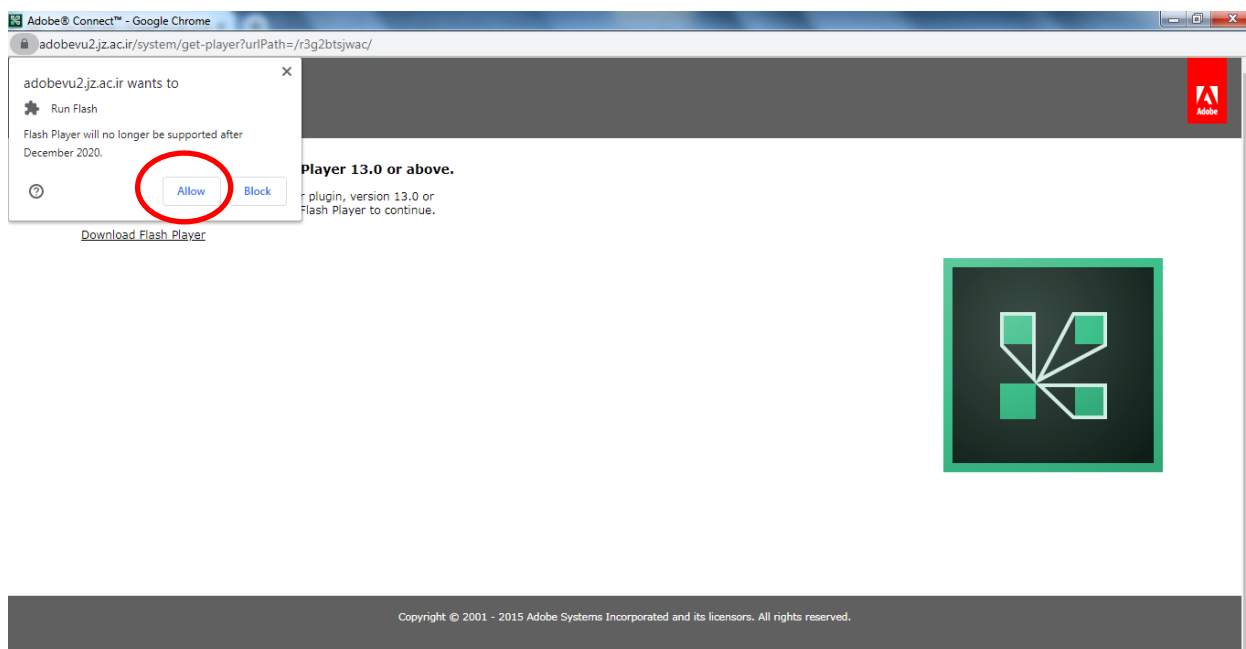 Adobe® Connect™ - Google Chrome
adobevu2.jz.ac.ir/system/get-player?urlPath=/r3g2btsjwac/
adobevu2.jz.ac.ir wants to
Run Flash
Flash Player will no longer be supported after
December 2020.
Allow Block
Adobe
Player 13.0 or above.
r plugin, version 13.0 or
Flash Player to continue.
Download Flash Player
Copyright © 2001 - 2015 Adobe Systems Incorporated and its licensors. All rights reserved.